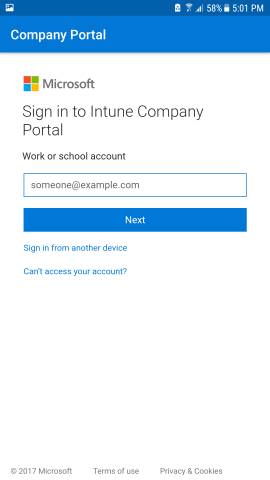 58% 5:01 PM
Company Portal
Microsoft
Sign in to Intune Company
Portal
Work or school account
someone@example.com
Next
Sign in from another device
Can't access your account?
© 2017 Microsoft Terms of use Privacy & Cookies